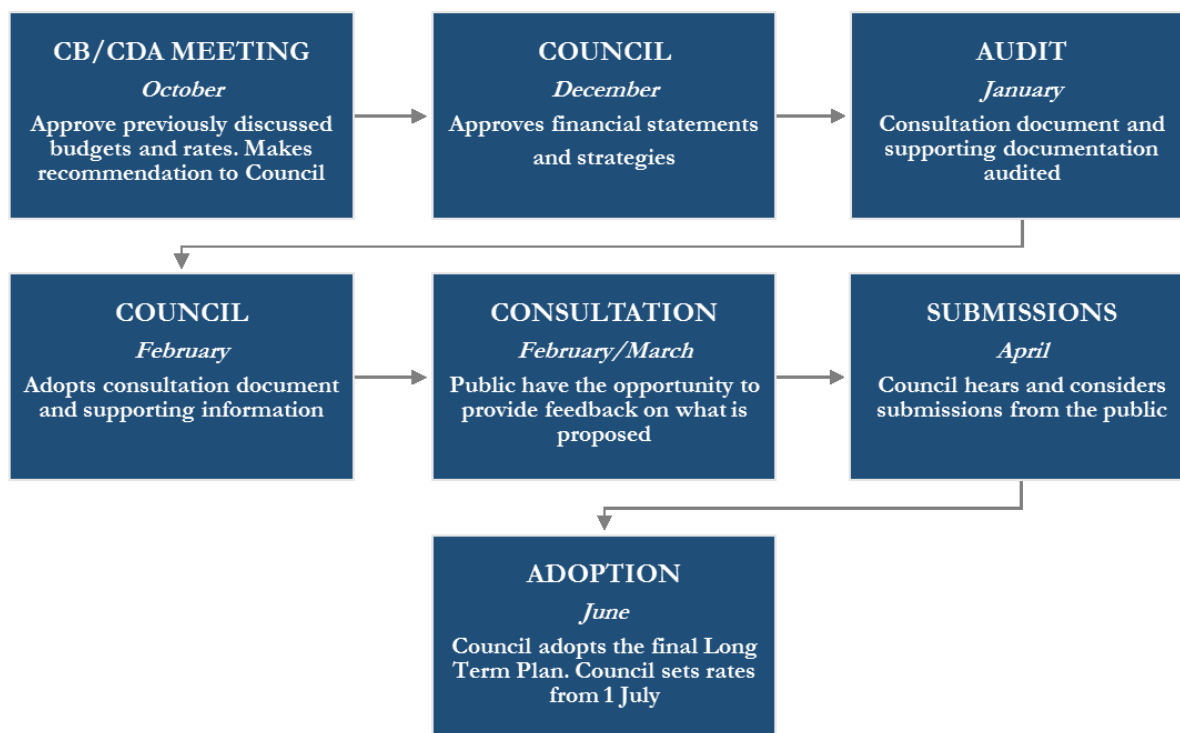 CB/CDA MEETING
October
Approve previously discussed
budgets and rates. Makes
recommendation to Council
COUNCIL
December
Approves financial statements
and strategies
AUDIT
January
Consultation document and
supporting documentation
audited
COUNCIL
February
Adopts consultation document
and supporting information
CONSULTATION
February/March
Public have the opportunity to
provide feedback on what is
proposed
SUBMISSIONS
April
Council hears and considers
submissions from the public
ADOPTION
June
Council adopts the final Long
Term Plan. Council sets rates
from 1 July